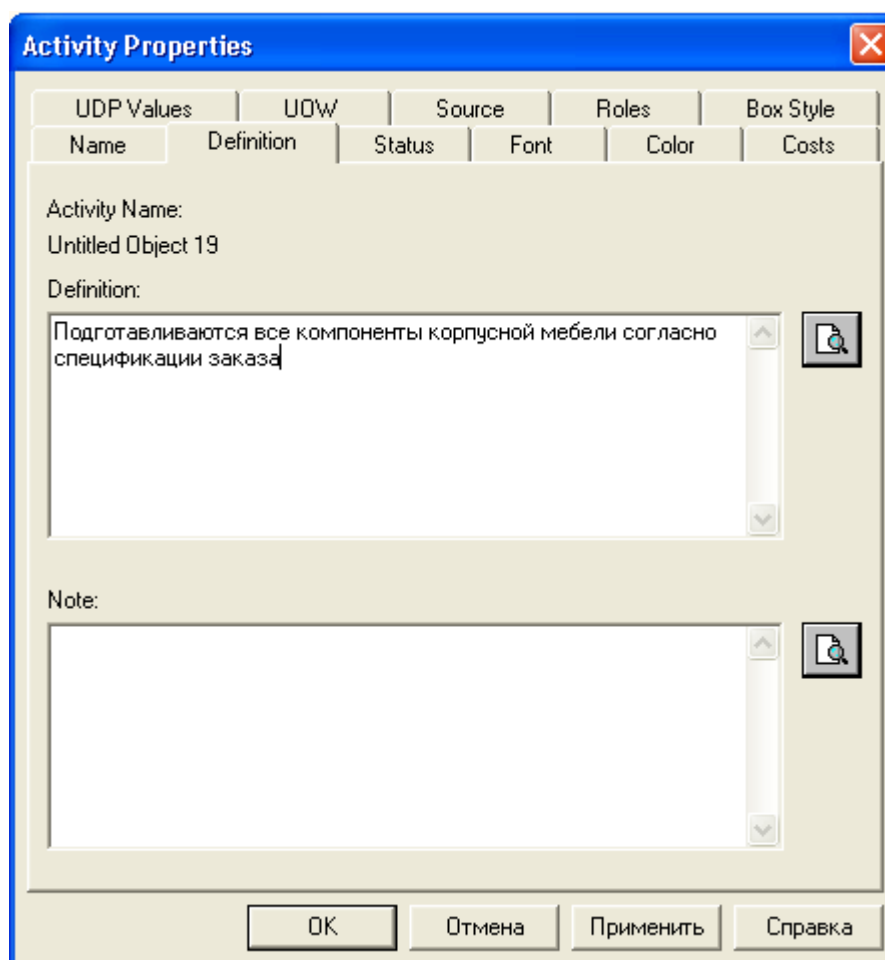 Activity Properties
UDP Values UOW Source Roles Box Style
Name Definition Status Font Color Costs
Activity Name:
Untitled Object 19
Definition:
Подготавливаются все компоненты корпусной мебели согласно
спецификации заказа
Note:
OK Отмена Применить Справка